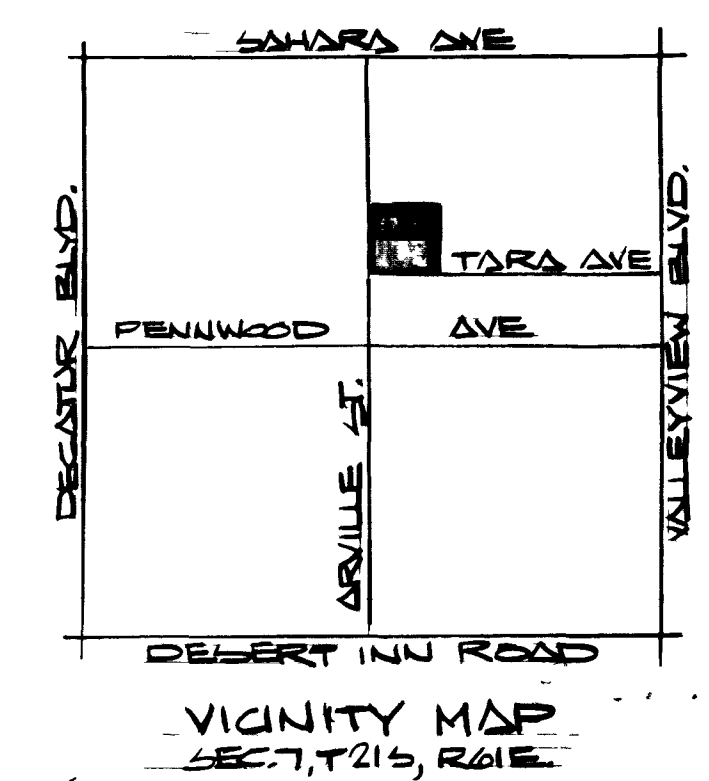 SAHARA AVE
DECATUR BLVD.
VALLEYVIEW BLVD.
TARA AVE
PENNWOOD AVE
ARVILLE ST.
DESERT INN ROAD
VICINITY MAP
SEC. 7, T21S, R61E.